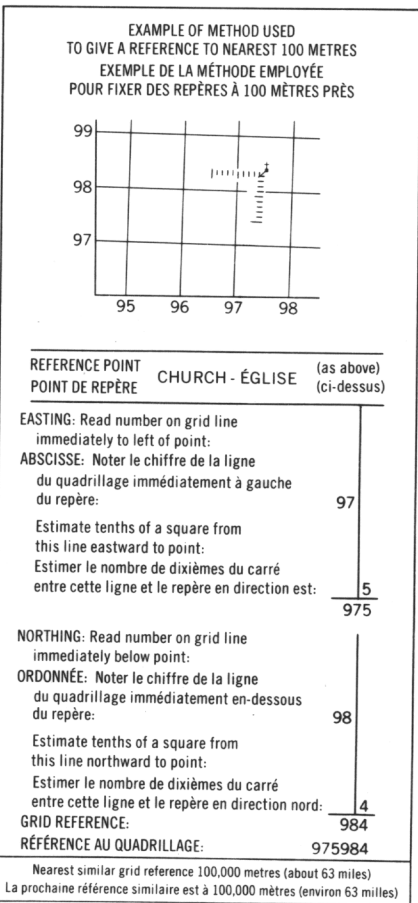 EXAMPLE OF METHOD USED
TO GIVE A REFERENCE TO NEAREST 100 METRES
EXEMPLE DE LA MÉTHODE EMPLOYÉE
POUR FIXER DES REPÈRES À 100 MÈTRES PRÈS
99
98
97
95 96 97 98
REFERENCE POINT
POINT DE REPÈRE
CHURCH - ÉGLISE
(as above)
(ci-dessus)
EASTING: Read number on grid line
immediately to left of point:
ABSCISSE: Noter le chiffre de la ligne
du quadrillage immédiatement à gauche
du repère: 97
Estimate tenths of a square from
this line eastward to point:
Estimer le nombre de dixièmes du carré
entre cette ligne et le repère en direction est: 5
975
NORTHING: Read number on grid line
immediately below point:
ORDONNÉE: Noter le chiffre de la ligne
du quadrillage immédiatement en-dessous
du repère: 98
Estimate tenths of a square from
this line northward to point:
Estimer le nombre de dixièmes du carré
entre cette ligne et le repère en direction nord: 4
GRID REFERENCE: 984
RÉFÉRENCE AU QUADRILLAGE: 975984
Nearest similar grid reference 100,000 metres (about 63 miles)
La prochaine référence similaire est à 100,000 mètres (environ 63 milles)